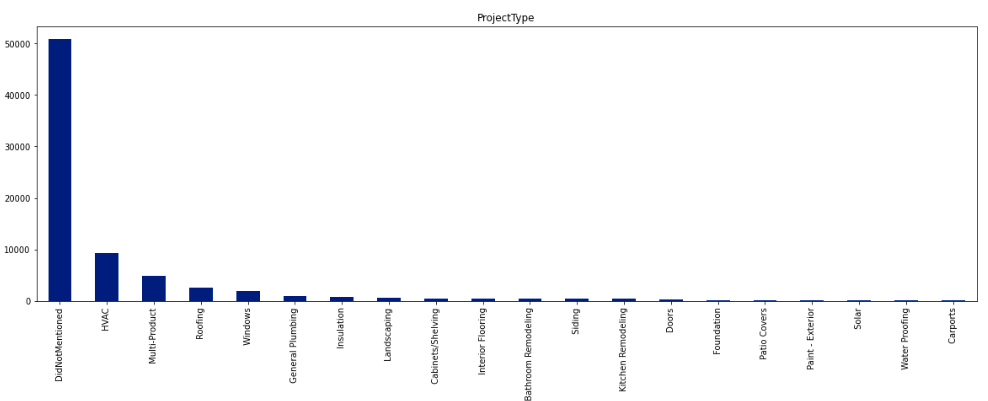 ProjectType
50000
40000
30000
20000
10000
0
DidNotMentioned
HVAC
Multi-Product
Roofing
Windows
General Plumbing
Insulation
Landscaping
Cabinets/Shelving
Interior Flooring
Bathroom Remodeling
Siding
Kitchen Remodeling
Doors
Foundation
Patio Covers
Paint - Exterior
Solar
Water Proofing
Carports